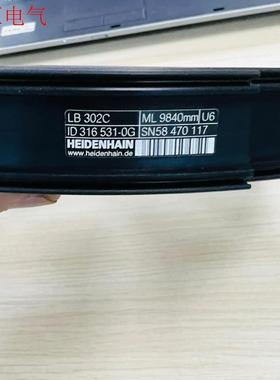 电气
LB 302C ML 9840mm U6
ID 316 531-0G SN58 470 117
HEIDENHAIN
www.heidenhain.de